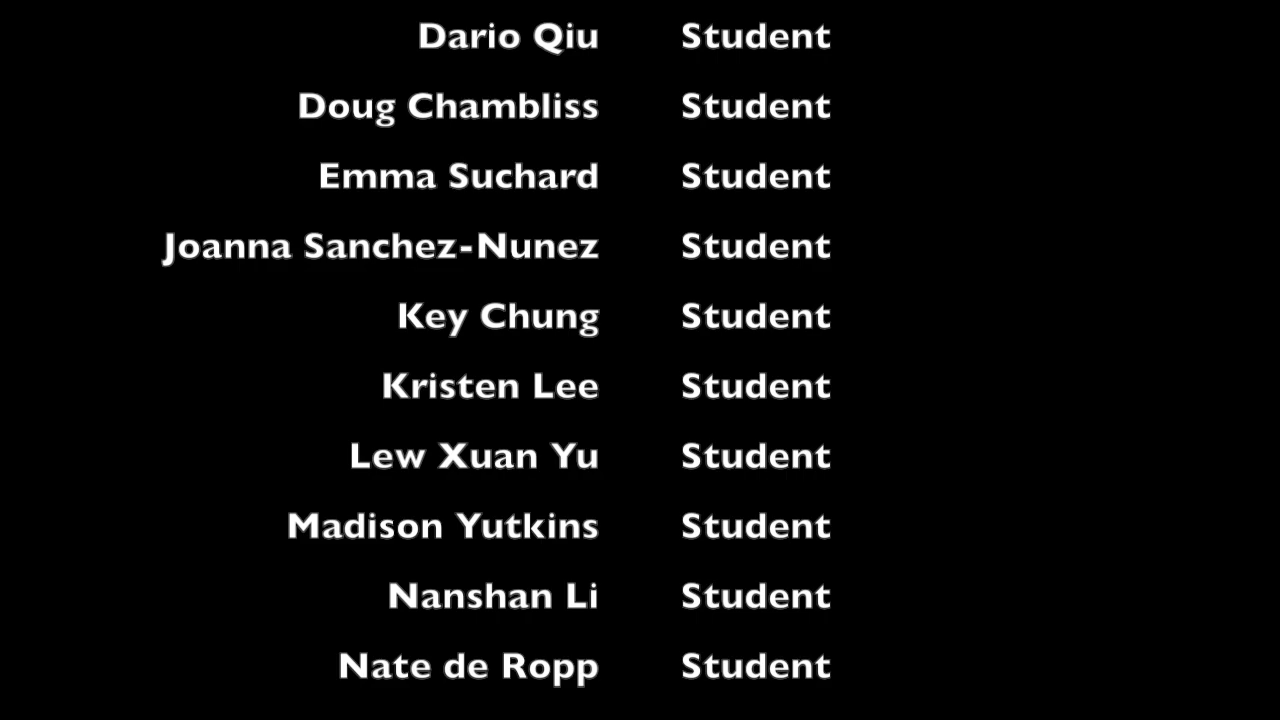 Dario Qiu Student
Doug Chambliss Student
Emma Suchard Student
Joanna Sanchez-Nunez Student
Key Chung Student
Kristen Lee Student
Lew Xuan Yu Student
Madison Yutkins Student
Nanshan Li Student
Nate de Ropp Student